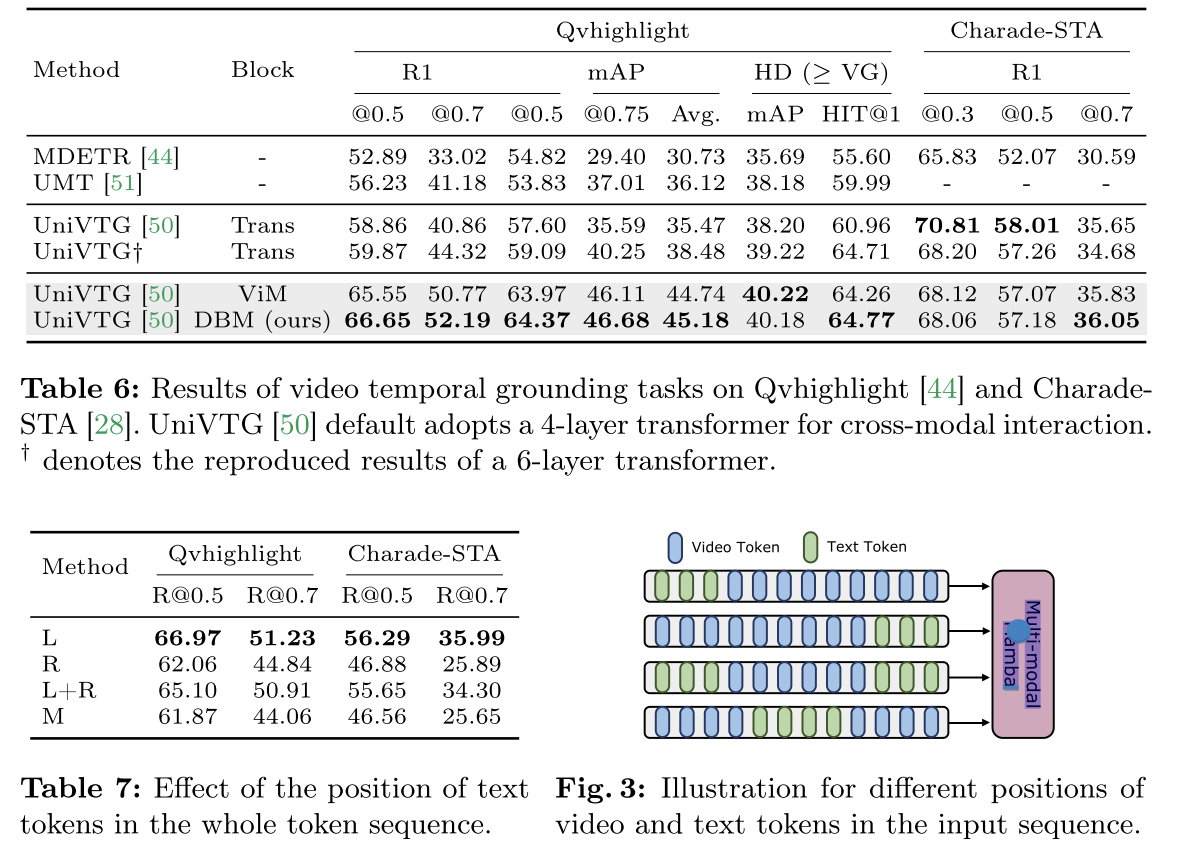 Qvhighlight Charade-STA
Method Block R1 mAP HD (≥ VG) R1
@0.5 @0.7 @0.5 @0.75 Avg. mAP HIT@1 @0.3 @0.5 @0.7
MDETR [44] - 52.89 33.02 54.82 29.40 30.73 35.69 55.60 65.83 52.07 30.59
UMT [51] - 56.23 41.18 53.83 37.01 36.12 38.18 59.99 - - -
UniVTG [50] Trans 58.86 40.86 57.60 35.59 35.47 38.20 60.96 70.81 58.01 35.65
UniVTG† Trans 59.87 44.32 59.09 40.25 38.48 39.22 64.71 68.20 57.26 34.68
UniVTG [50] ViM 65.55 50.77 63.97 46.11 44.74 40.22 64.26 68.12 57.07 35.83
UniVTG [50] DBM (ours) 66.65 52.19 64.37 46.68 45.18 40.18 64.77 68.06 57.18 36.05
Table 6: Results of video temporal grounding tasks on Qvhighlight [44] and Charade-
STA [28]. UniVTG [50] default adopts a 4-layer transformer for cross-modal interaction.
† denotes the reproduced results of a 6-layer transformer.
Method Qvhighlight Charade-STA
R@0.5 R@0.7 R@0.5 R@0.7
L 66.97 51.23 56.29 35.99
R 62.06 44.84 46.88 25.89
L+R 65.10 50.91 55.65 34.30
M 61.87 44.06 46.56 25.65
Table 7: Effect of the position of text
tokens in the whole token sequence.
Video Token Text Token
Multi-modal
Fig. 3: Illustration for different positions of
video and text tokens in the input sequence.